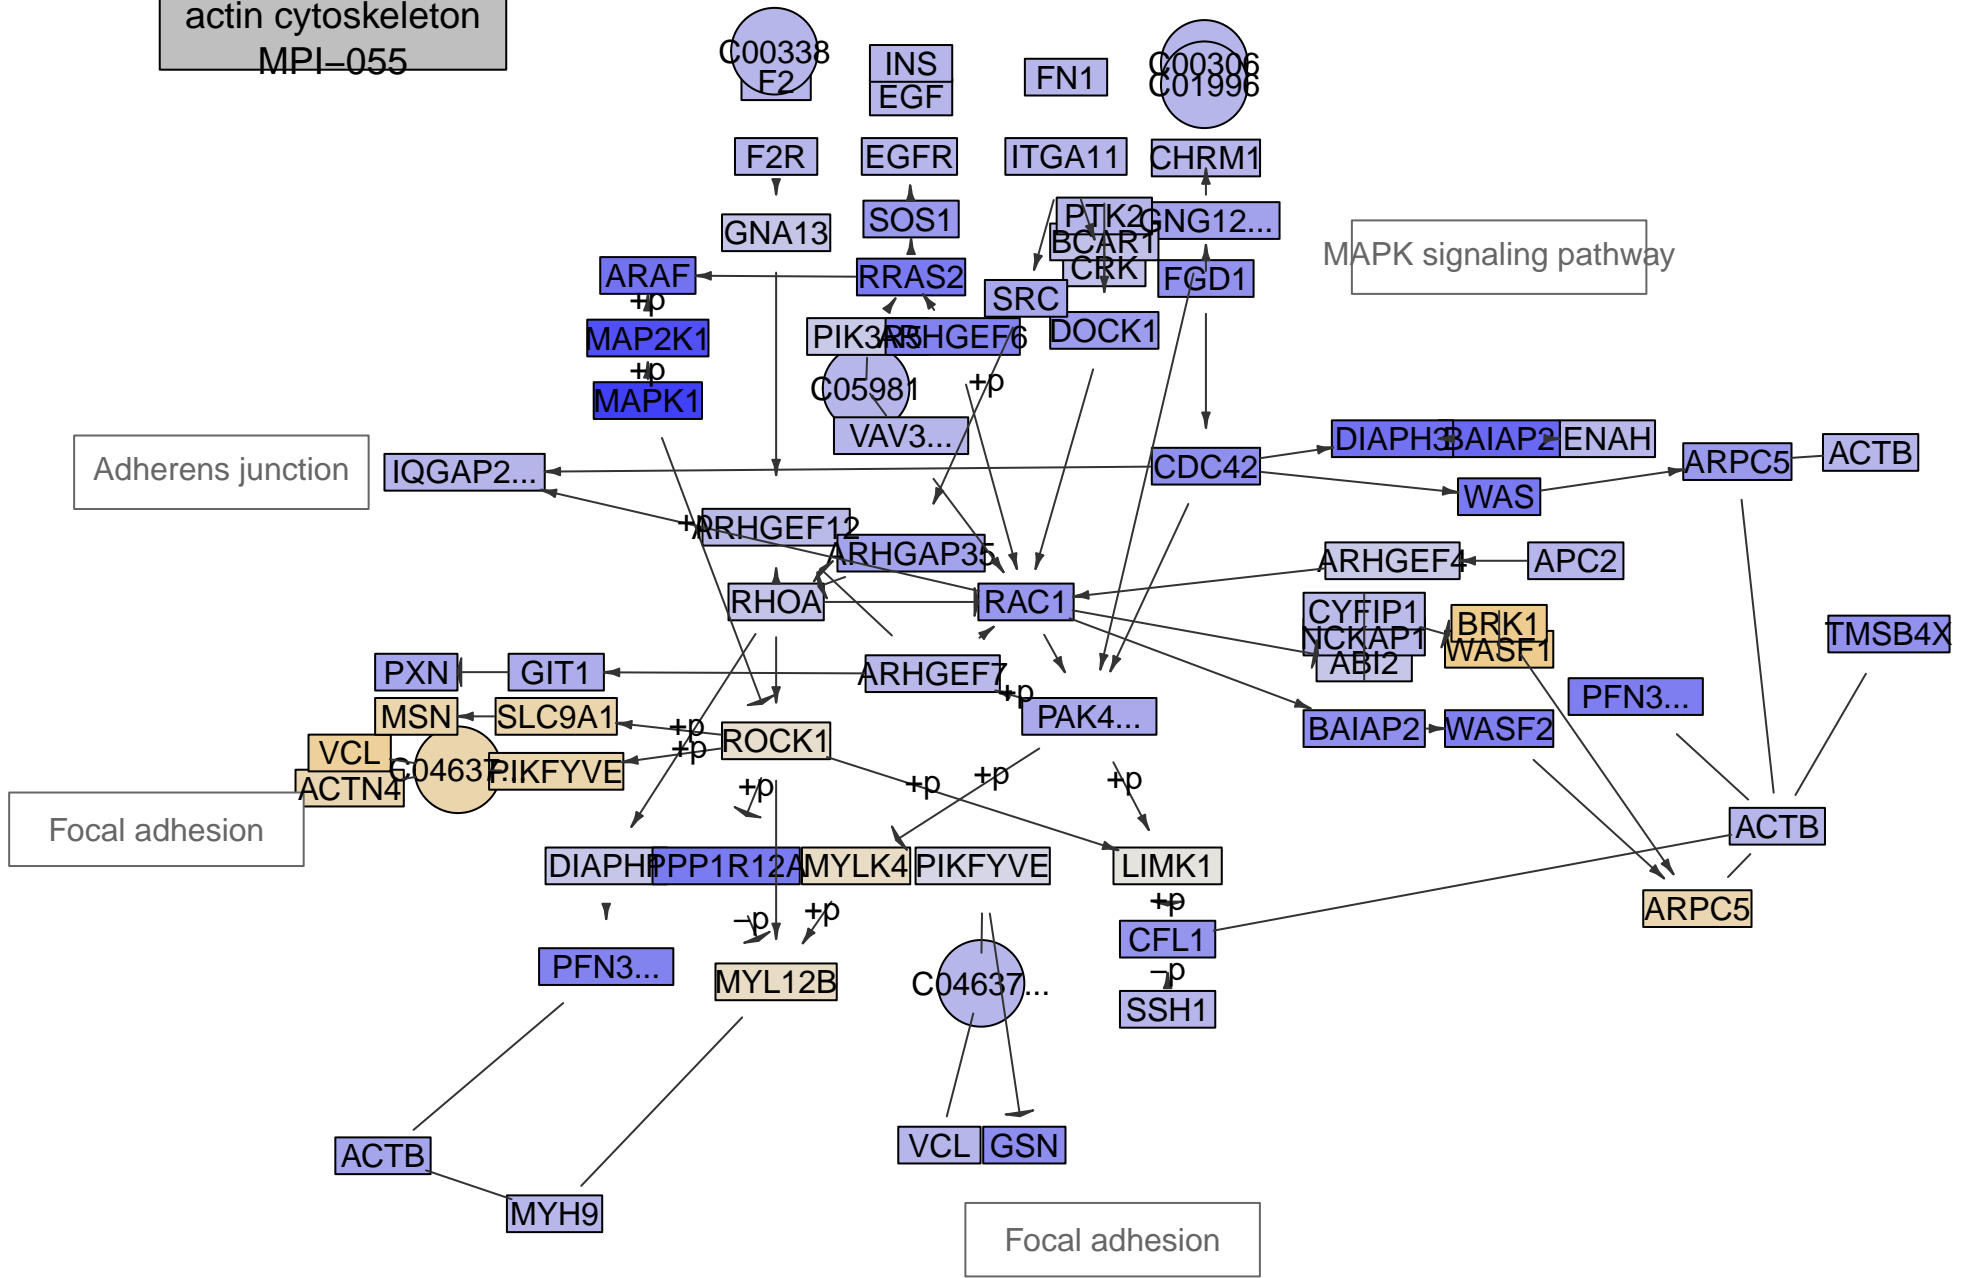 actin cytoskeleton
MPI−055
C00338
F2
INS
EGF
FN1
C00306
C01996
F2R
EGFR
ITGA11
CHRM1
GNA13
SOS1
PTK2
BCAR1
CRK
GNG12...
MAPK signaling pathway
ARAF
RRAS2
SRC
FGD1
+p
MAP2K1
PIK3R5
ARHGEF6
DOCK1
+p
MAPK1
C05981
+p
VAV3...
DIAPH3
BAIAP2
ENAH
ACTB
Adherens junction
IQGAP2...
CDC42
ARPC5
WAS
+p
ARHGEF12
ARHGAP35
ARHGEF4
APC2
RHOA
RAC1
CYFIP1
NCKAP1
ABI2
BRK1
WASF1
TMSB4X
PXN
GIT1
ARHGEF7
+p
PFN3...
MSN
SLC9A1
+p
PAK4...
BAIAP2
WASF2
VCL
ACTN4
C04637...
PIKFYVE
+p
ROCK1
+p
+p
+p
+p
Focal adhesion
ACTB
PPP1R12A
MYLK4
PIKFYVE
LIMK1
−p
+p
+p
ARPC5
CFL1
PFN3...
MYL12B
C04637...
−p
SSH1
VCL
GSN
ACTB
MYH9
Focal adhesion